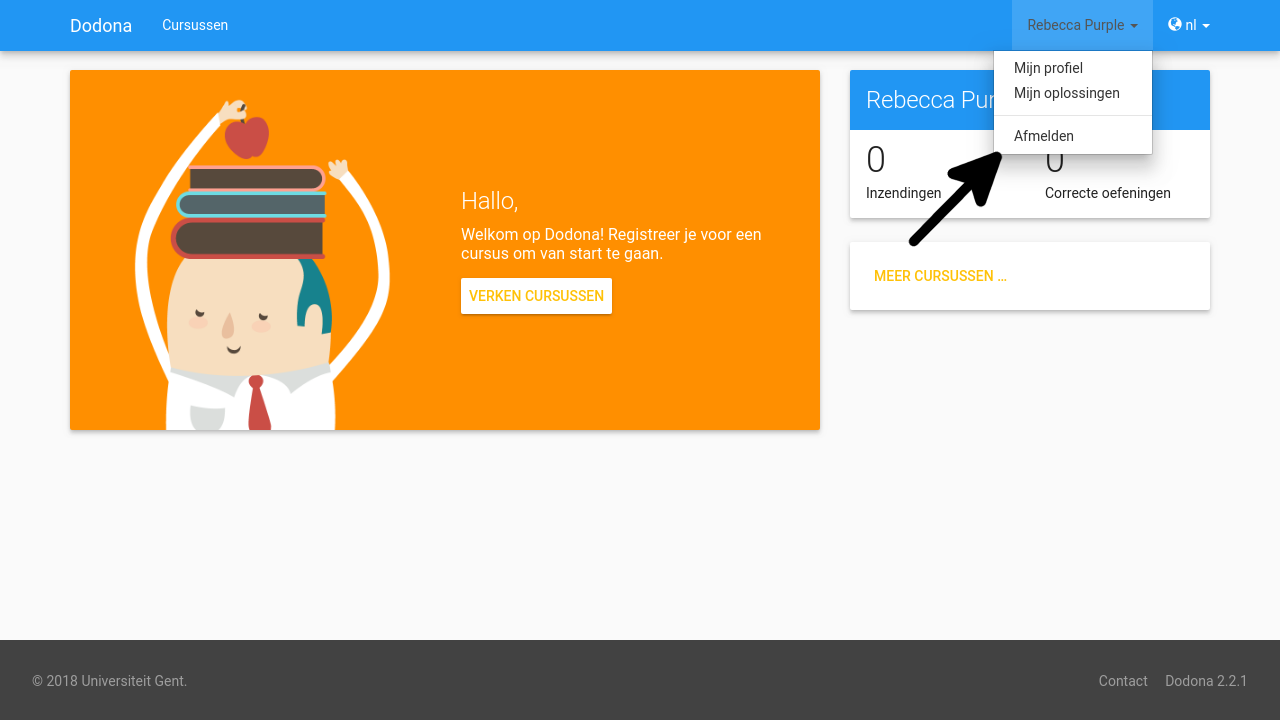 Dodona
Cursussen
Rebecca Purple
nl
Mijn profiel
Mijn oplossingen
Afmelden
Hallo,
Welkom op Dodona! Registreer je voor een
cursus om van start te gaan.
VERKEN CURSUSSEN
Rebecca
0
0
Inzendingen
Correcte oefeningen
MEER CURSUSSEN ...
© 2018 Universiteit Gent.
Contact
Dodona 2.2.1